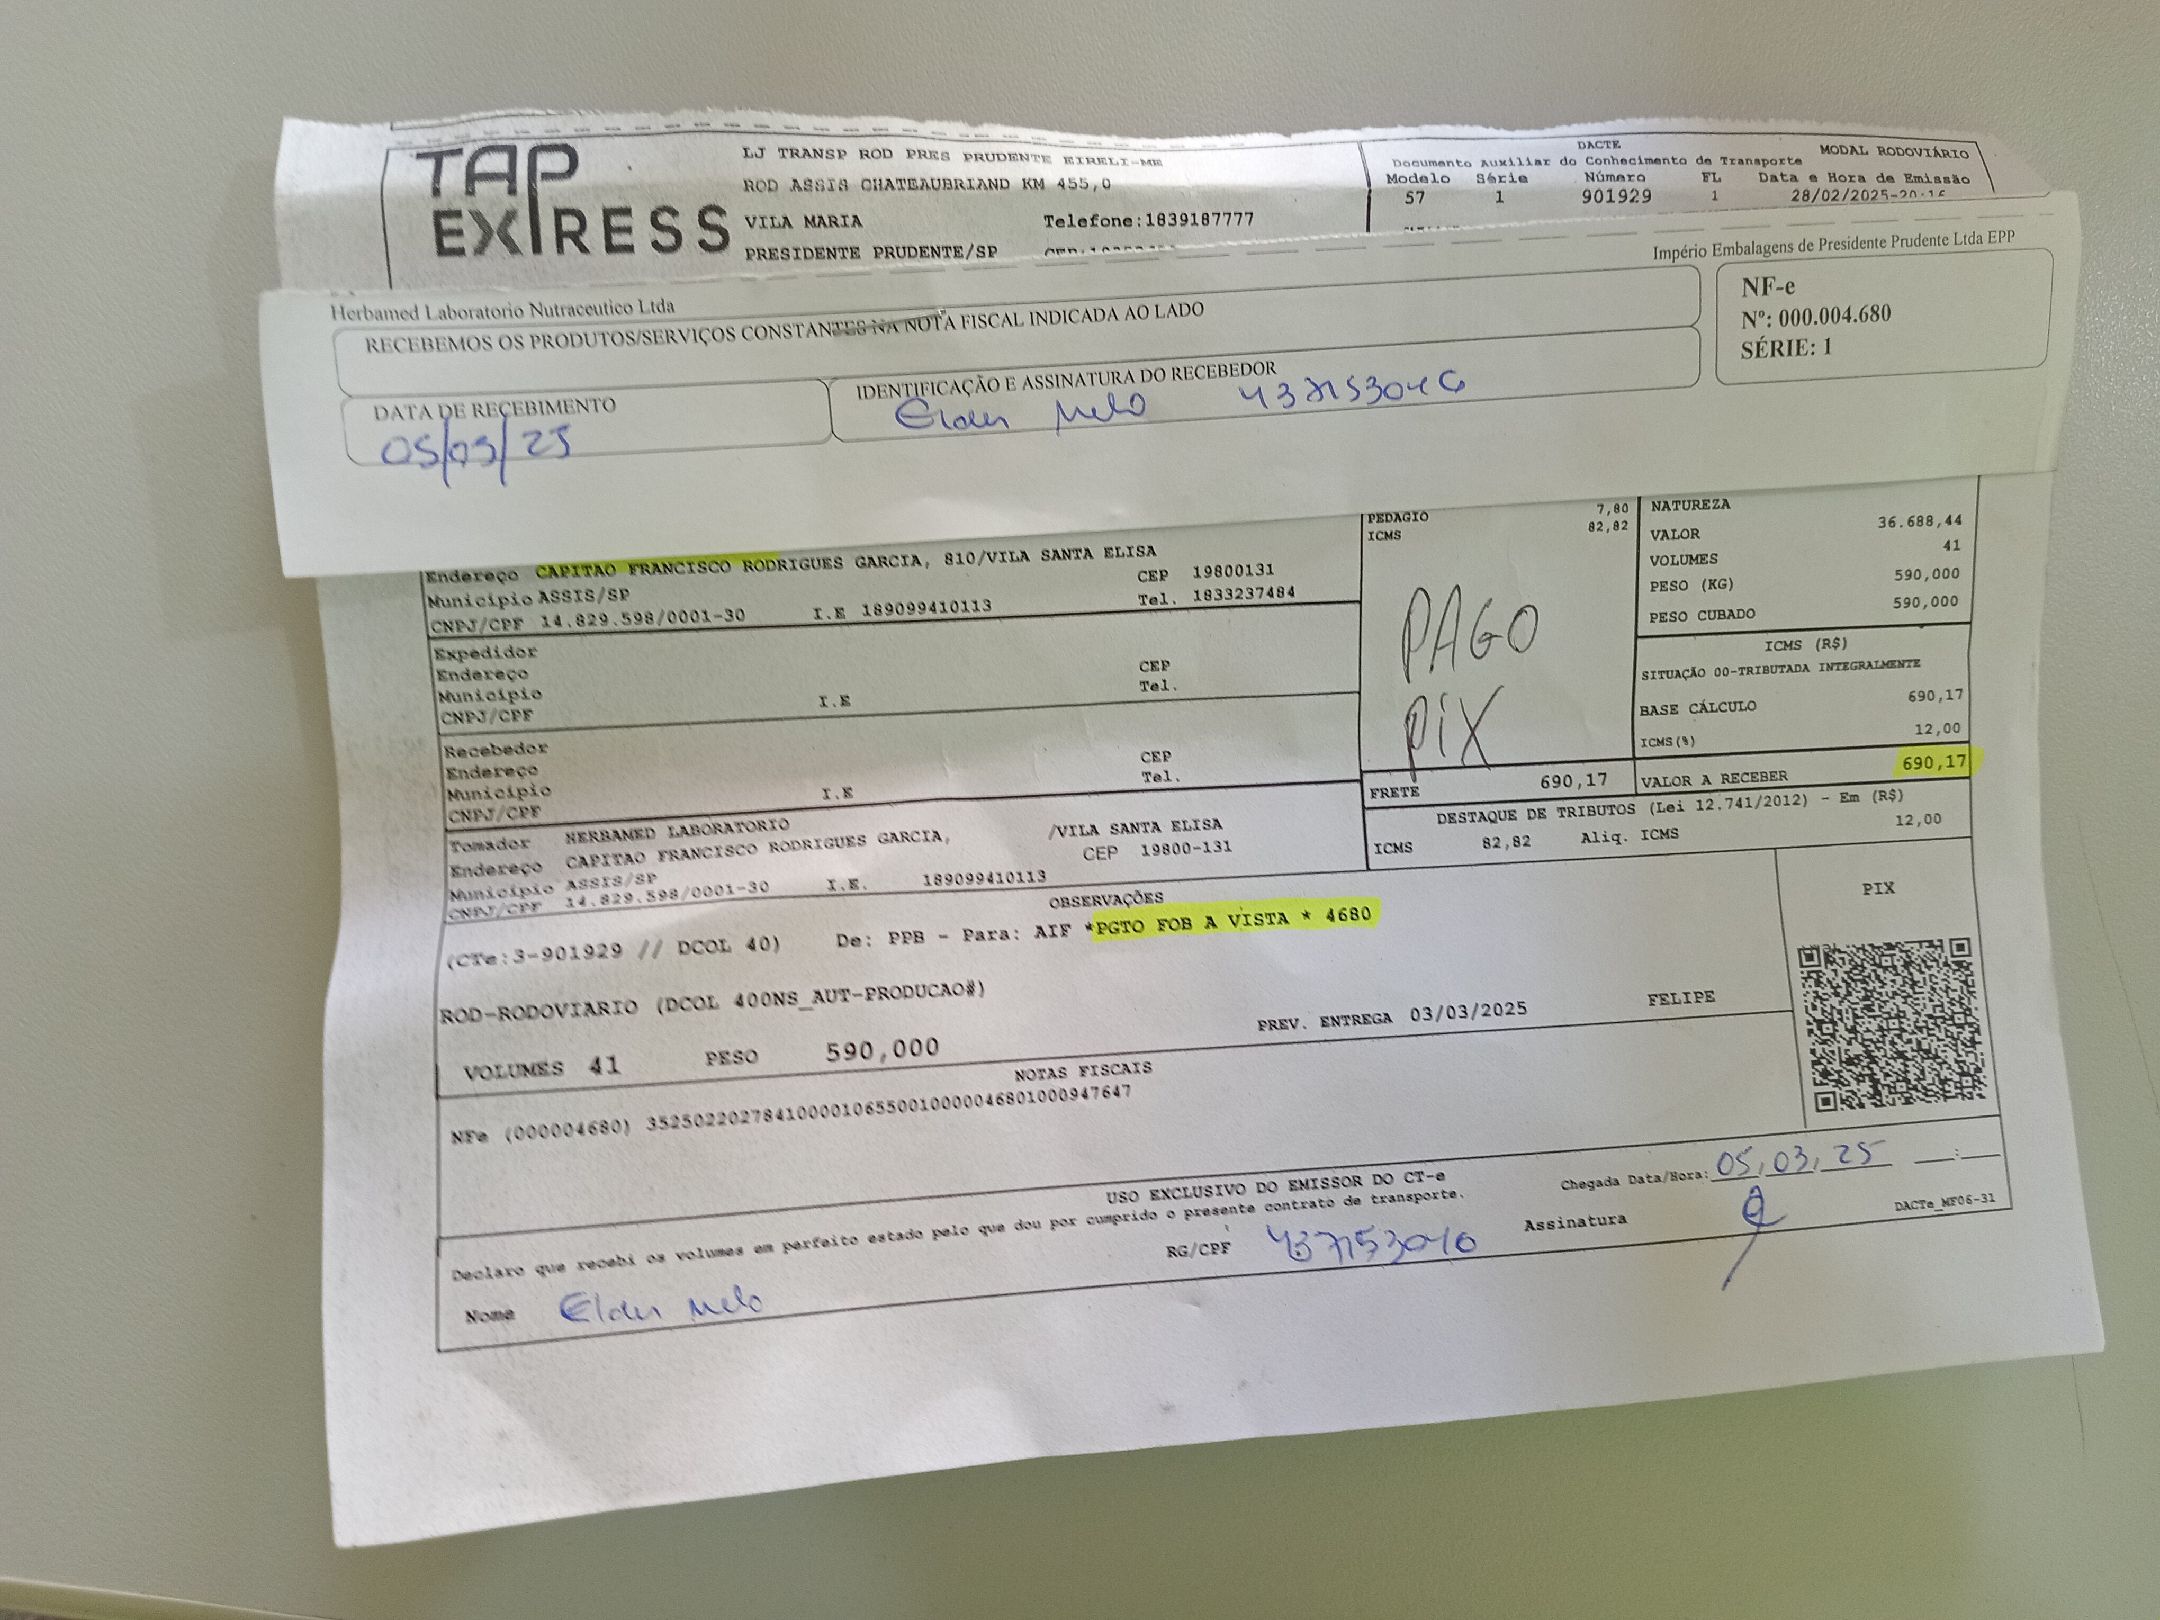 TAP EXPRESS
LJ TRANSP ROD PRES PRUDENTE EIRELI-ME
ROD ASSIS CHATEAUBRIAND KM 455,0
VILA MARIA Telefone:1839187777
PRESIDENTE PRUDENTE/SP
DACTE MODAL RODOVIÁRIO
Documento Auxiliar do Conhecimento de Transporte
Modelo Série Número FL Data e Hora de Emissão
57 1 901929 1 28/02/2025-20:16
Império Embalagens de Presidente Prudente Ltda EPP
Herbamed Laboratorio Nutraceutico Ltda
RECEBEMOS OS PRODUTOS/SERVIÇOS CONSTANTES NA NOTA FISCAL INDICADA AO LADO
NF-e
Nº: 000.004.680
SÉRIE: 1
DATA DE RECEBIMENTO
05/03/25
IDENTIFICAÇÃO E ASSINATURA DO RECEBEDOR
Elder Melo
Endereço CAPITAO FRANCISCO RODRIGUES GARCIA, 810/VILA SANTA ELISA
Município ASSIS/SP CEP 19800131
CNPJ/CPF 14.829.598/0001-30 I.E 189099410113 Tel. 1833237484
Expedidor
Endereço CEP
Município Tel.
CNPJ/CPF I.E
Recebedor
Endereço CEP
Município Tel.
CNPJ/CPF I.E
Tomador HERBAMED LABORATORIO
Endereço CAPITAO FRANCISCO RODRIGUES GARCIA, /VILA SANTA ELISA
Município ASSIS/SP CEP 19800-131
CNPJ/CPF 14.829.598/0001-30 I.E. 189099410113
PEDAGIO 7,80
ICMS 82,82
PAGO
PIX
FRETE 690,17
NATUREZA
VALOR 36.688,44
VOLUMES 41
PESO (KG) 590,000
PESO CUBADO 590,000
ICMS (R$)
SITUAÇÃO 00-TRIBUTADA INTEGRALMENTE
BASE CÁLCULO 690,17
ICMS(%) 12,00
VALOR A RECEBER 690,17
DESTAQUE DE TRIBUTOS (Lei 12.741/2012) - Em (R$)
ICMS 82,82 Aliq. ICMS 12,00
OBSERVAÇÕES
(CTe:3-901929 // DCOL 40) De: PPB - Para: AIF *PGTO FOB A VISTA * 4680
ROD-RODOVIARIO (DCOL 400NS_AUT-PRODUCAO#)
PREV. ENTREGA 03/03/2025 FELIPE
VOLUMES 41 PESO 590,000
PIX
NOTAS FISCAIS
NFe (000004680) 35250220278410000106550010000046801000947647
USO EXCLUSIVO DO EMISSOR DO CT-e
Chegada Data/Hora: 05/03/25 __:__
Declaro que recebi os volumes em perfeito estado pelo que dou por cumprido o presente contrato de transporte.
Nome Elder Melo RG/CPF Assinatura
DACTe_MF06-31